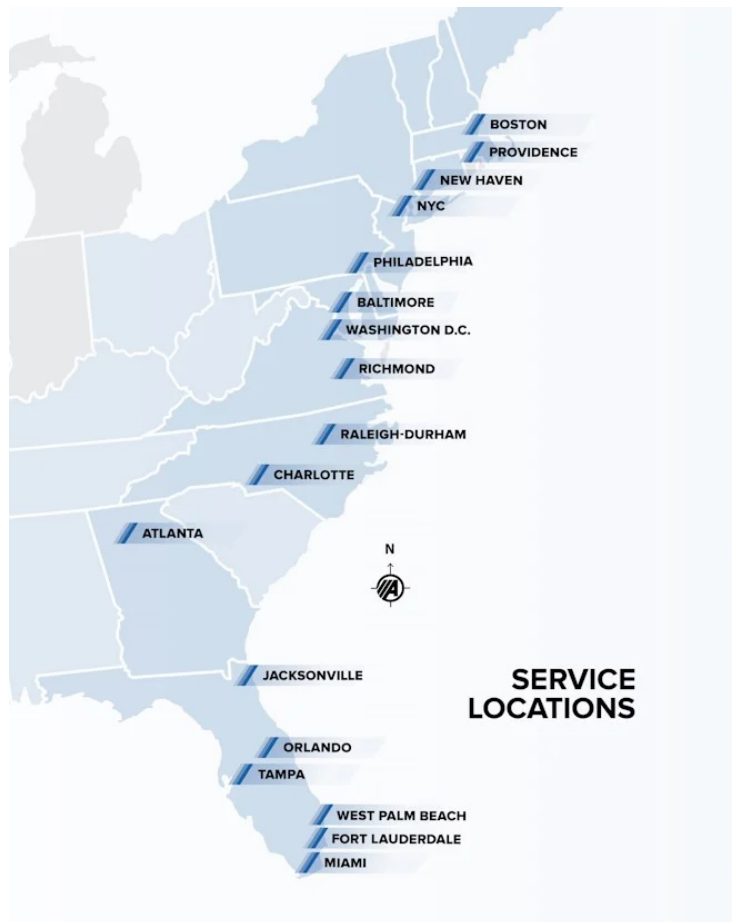 BOSTON
PROVIDENCE
NEW HAVEN
NYC
PHILADELPHIA
BALTIMORE
WASHINGTON D.C.
RICHMOND
RALEIGH-DURHAM
CHARLOTTE
ATLANTA
N
A
JACKSONVILLE
SERVICE
LOCATIONS
ORLANDO
TAMPA
WEST PALM BEACH
FORT LAUDERDALE
MIAMI